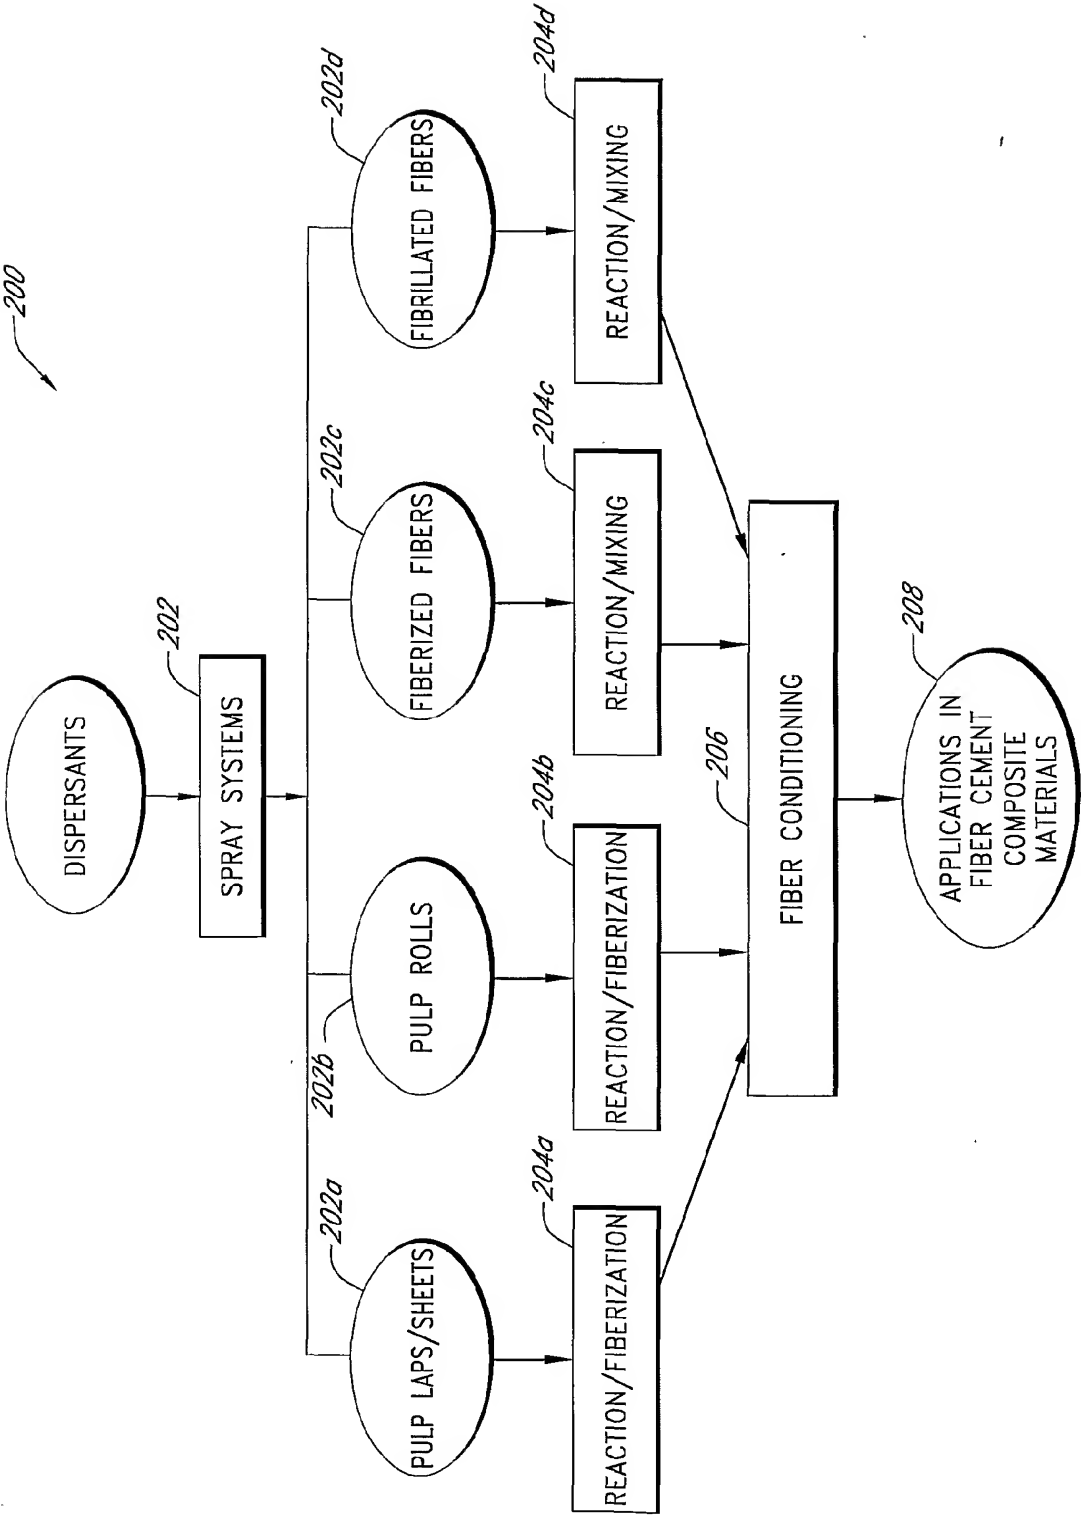 200
DISPERSANTS
202
SPRAY SYSTEMS
202a
202b
202c
202d
PULP LAPS/SHEETS
PULP ROLLS
FIBERIZED FIBERS
FIBRILLATED FIBERS
204a
204b
204c
204d
REACTION/FIBERIZATION
REACTION/FIBERIZATION
REACTION/MIXING
REACTION/MIXING
206
FIBER CONDITIONING
208
APPLICATIONS IN
FIBER CEMENT
COMPOSITE
MATERIALS